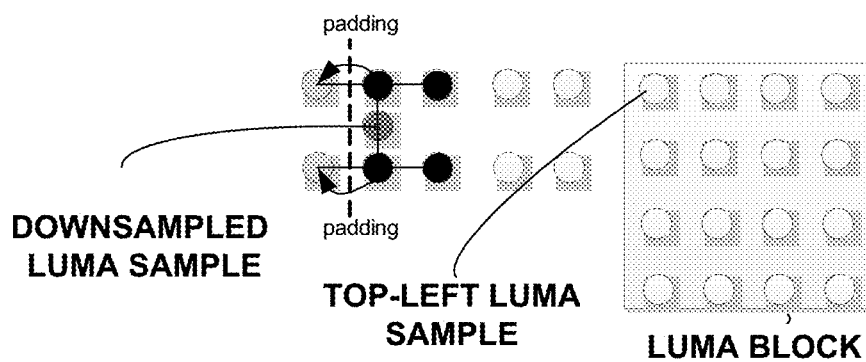 padding
DOWNSAMPLED
LUMA SAMPLE
padding
TOP-LEFT LUMA
SAMPLE
LUMA BLOCK